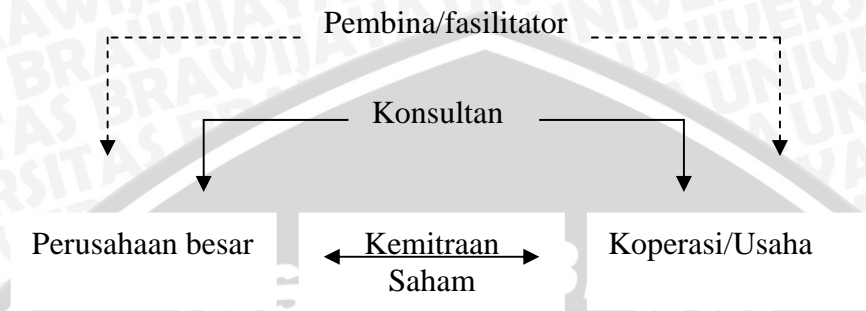 Pembina/fasilitator
Konsultan
Perusahaan besar
Kemitraan
Saham
Koperasi/Usaha